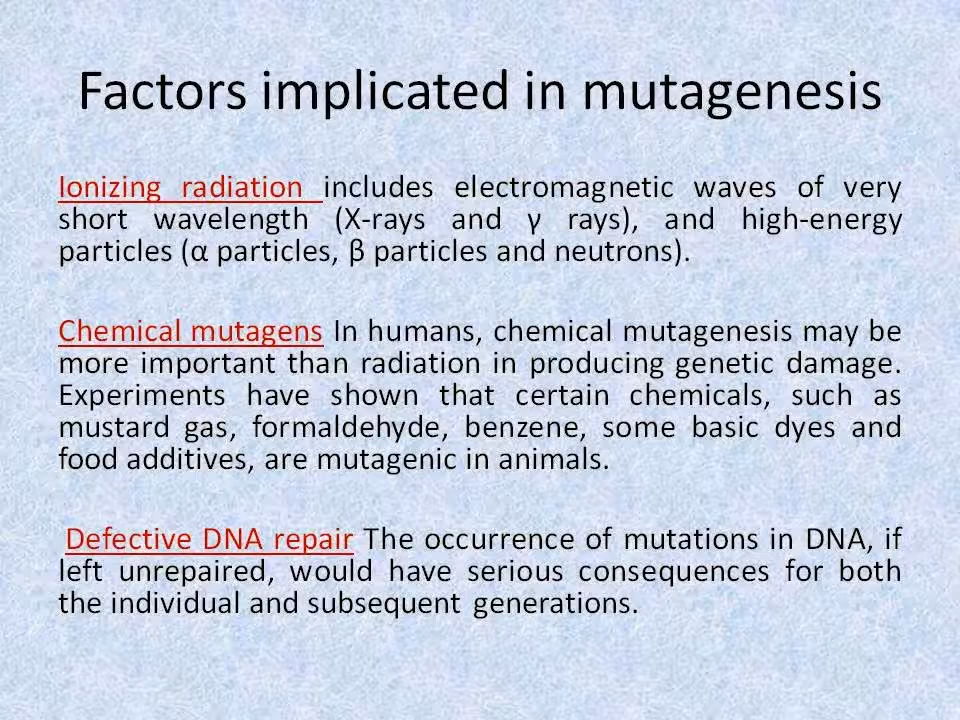 Factors implicated in mutagenesis
Ionizing radiation includes electromagnetic waves of very
short wavelength (X-rays and γ rays), and high-energy
particles (α particles, β particles and neutrons).
Chemical mutagens In humans, chemical mutagenesis may be
more important than radiation in producing genetic damage.
Experiments have shown that certain chemicals, such as
mustard gas, formaldehyde, benzene, some basic dyes and
food additives, are mutagenic in animals.
Defective DNA repair The occurrence of mutations in DNA, if
left unrepaired, would have serious consequences for both
the individual and subsequent generations.